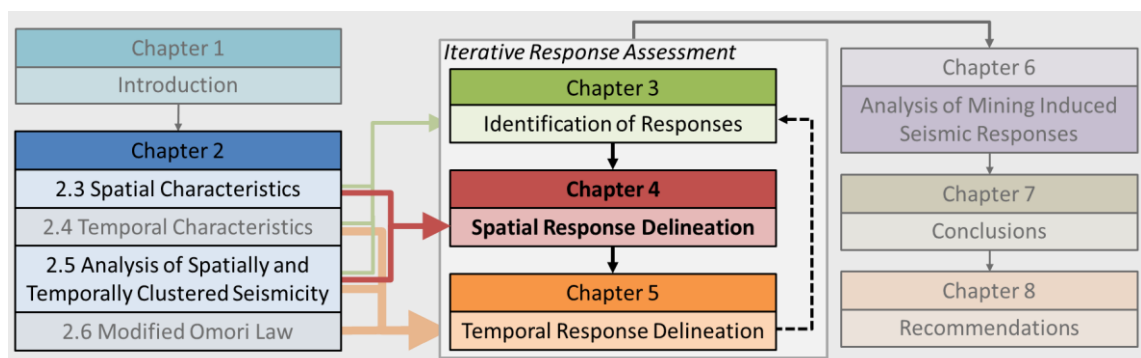 Chapter 1
Introduction
Chapter 2
2.3 Spatial Characteristics
2.4 Temporal Characteristics
2.5 Analysis of Spatially and
Temporally Clustered Seismicity
2.6 Modified Omori Law
Iterative Response Assessment
Chapter 3
Identification of Responses
Chapter 4
Spatial Response Delineation
Chapter 5
Temporal Response Delineation
Chapter 6
Analysis of Mining Induced
Seismic Responses
Chapter 7
Conclusions
Chapter 8
Recommendations